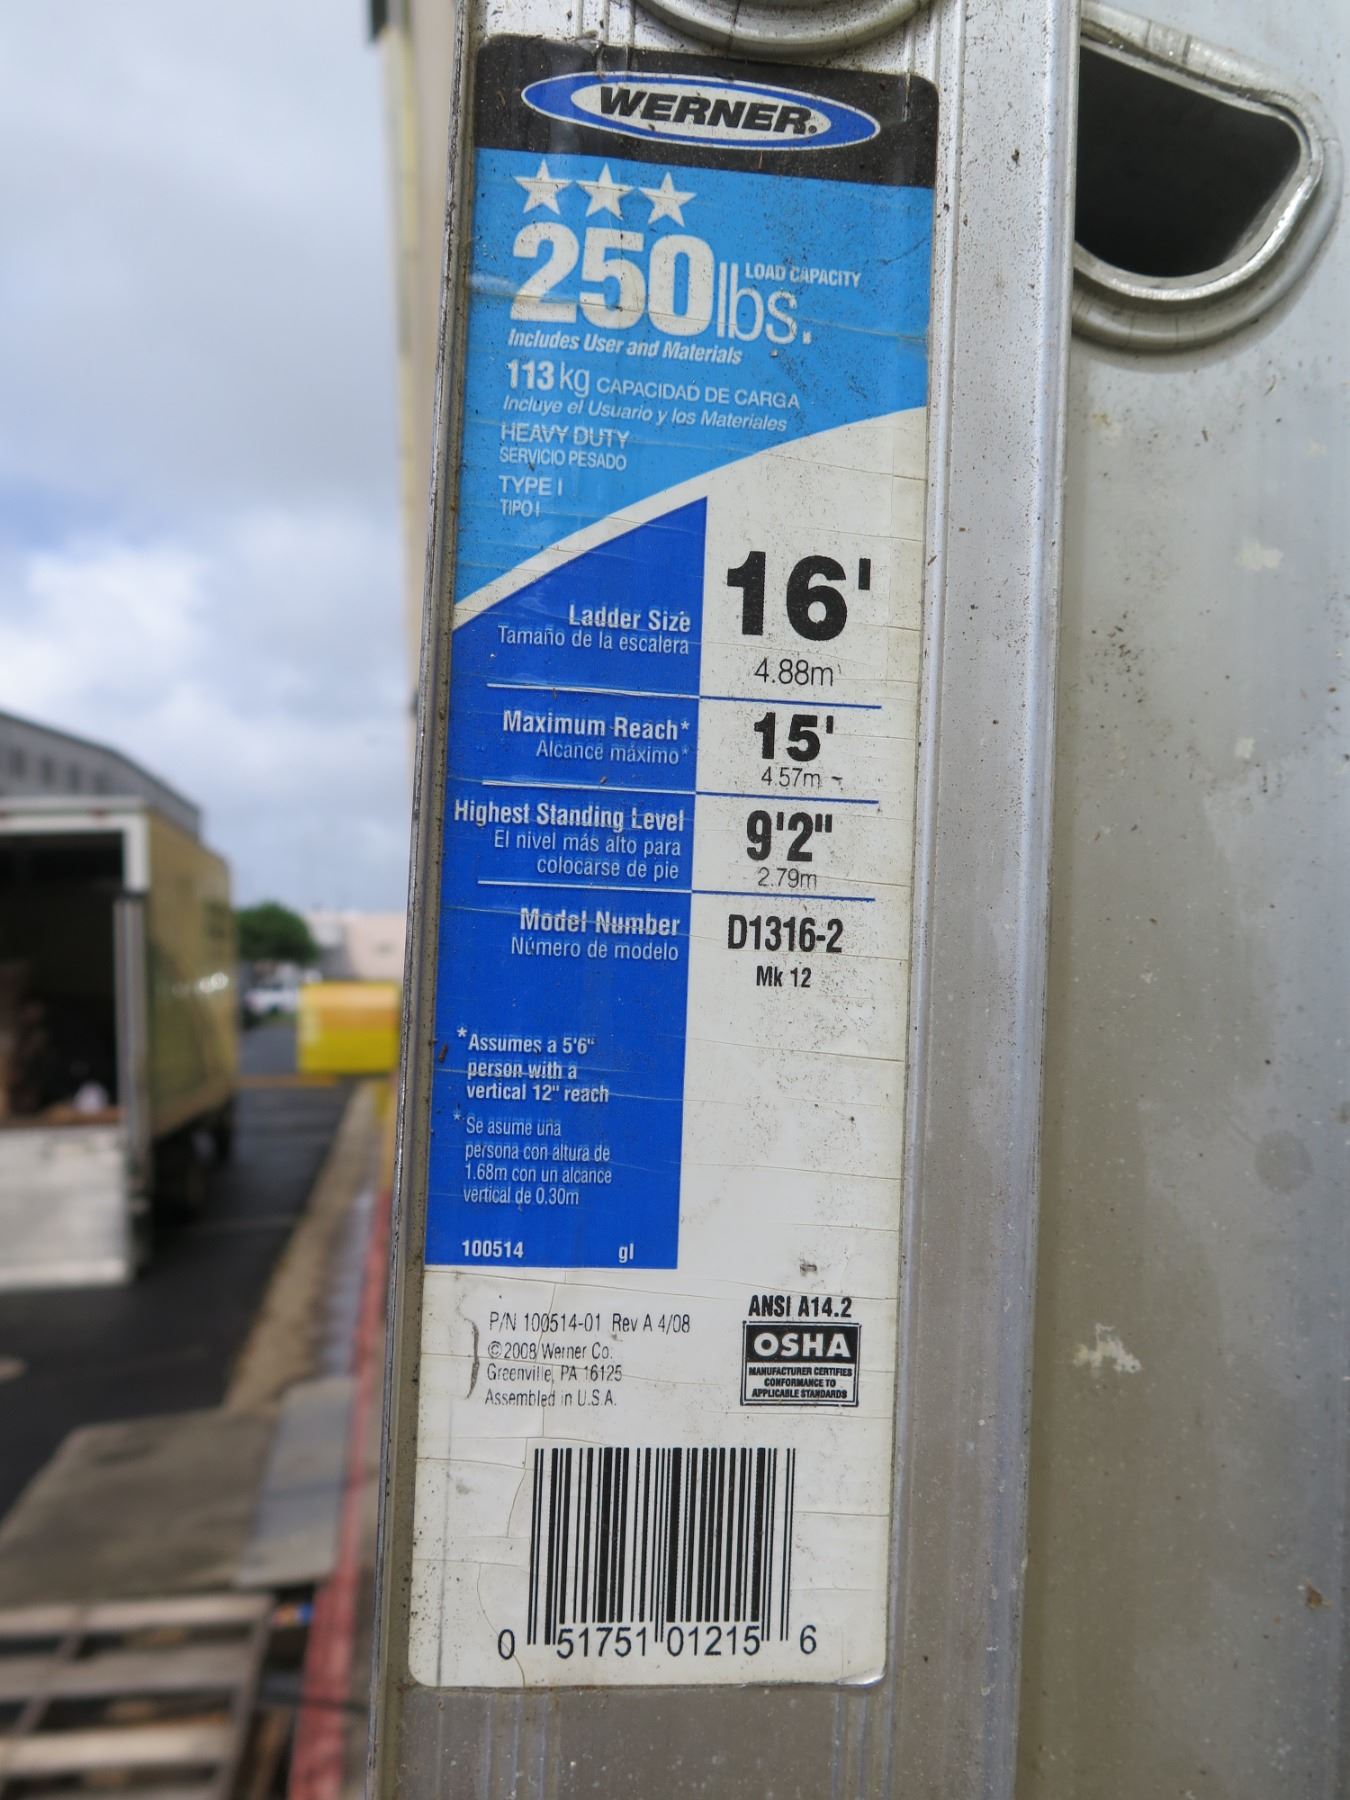 WERNER®
250 lbs. LOAD CAPACITY
Includes User and Materials
113 kg CAPACIDAD DE CARGA
Incluye el Usuario y los Materiales
HEAVY DUTY
SERVICIO PESADO
TYPE I
TIPO I
Ladder Size 16'
Tamaño de la escalera 4.88m
Maximum Reach* 15'
Alcance máximo* 4.57m
Highest Standing Level 9'2"
El nivel más alto para
colocarse de pie 2.79m
Model Number D1316-2
Número de modelo Mk 12
*Assumes a 5'6"
person with a
vertical 12" reach
*Se asume una
persona con altura de
1.68m con un alcance
vertical de 0.30m
100514 gl
P/N 100514-01 Rev A 4/08
©2008 Werner Co.
Greenville, PA 16125
Assembled in U.S.A.
ANSI A14.2
OSHA
MANUFACTURER CERTIFIES
CONFORMANCE TO
APPLICABLE STANDARDS
0 51751 01215 6